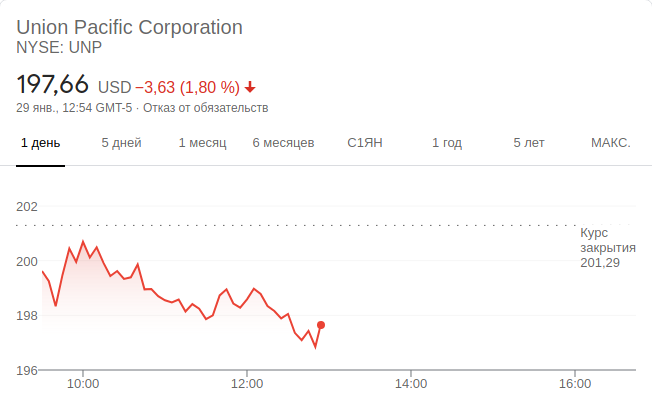 Union Pacific Corporation
NYSE: UNP
197,66 USD −3,63 (1,80 %)
29 янв., 12:54 GMT-5 · Отказ от обязательств
1 день 5 дней 1 месяц 6 месяцев С1ЯН 1 год 5 лет МАКС.
202
Курс
закрытия
201,29
200
198
196
10:00 12:00 14:00 16:00